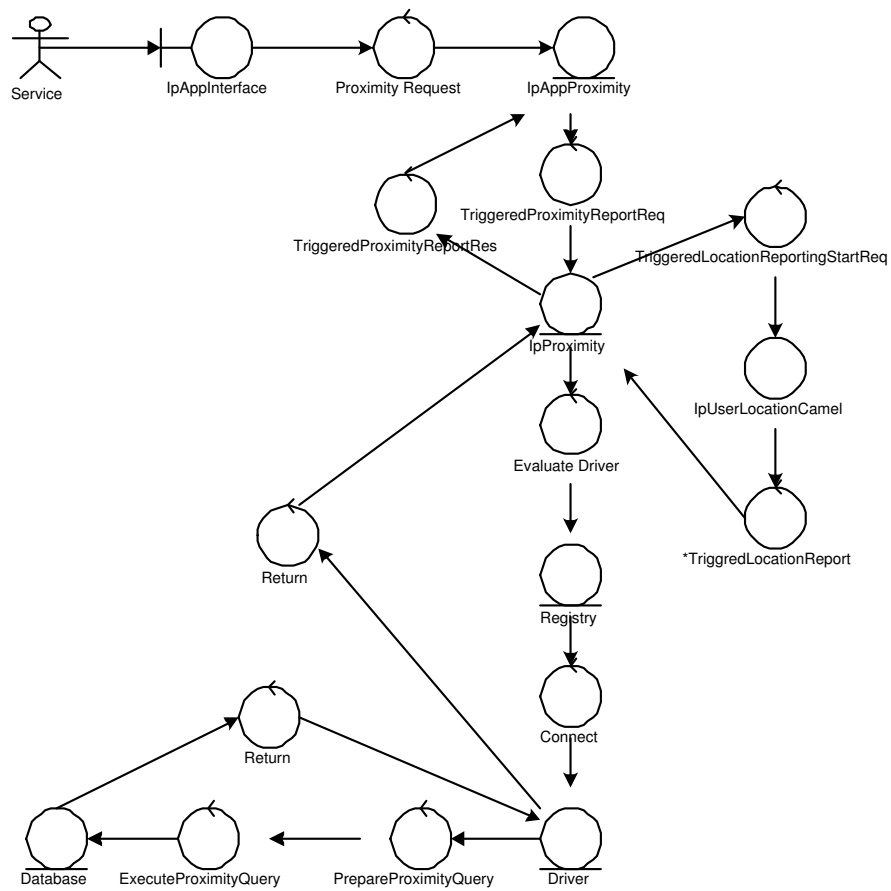 Service
IpAppInterface
Proximity Request
IpAppProximity
TriggeredProximityReportReq
TriggeredProximityReportRes
TriggeredLocationReportingStartReq
IpProximity
IpUserLocationCamel
Evaluate Driver
*TriggredLocationReport
Return
Registry
Connect
Return
Database
ExecuteProximityQuery
PrepareProximityQuery
Driver